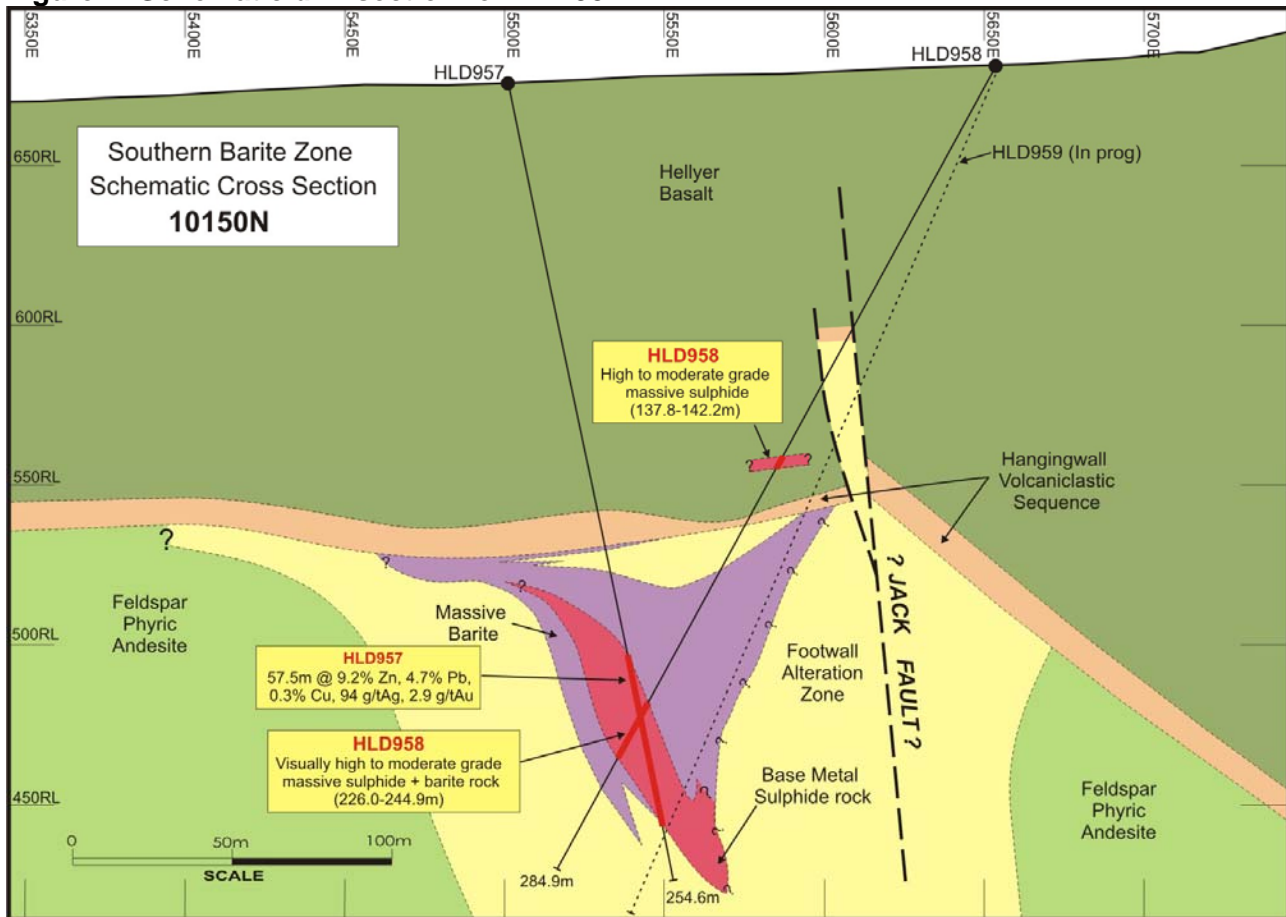 5350E
5400E
5450E
5500E
5550E
5600E
5650E
5700E
HLD957
HLD958
Southern Barite Zone
Schematic Cross Section
10150N
650RL
Hellyer
Basalt
HLD959 (In prog)
600RL
HLD958
High to moderate grade
massive sulphide
(137.8-142.2m)
? ?
550RL
Hangingwall
Volcaniclastic
Sequence
?
?
?
?
Feldspar
Phyric
Andesite
Massive
Barite
?
?
500RL
HLD957
57.5m @ 9.2% Zn, 4.7% Pb,
0.3% Cu, 94 g/tAg, 2.9 g/tAu
Footwall
Alteration
Zone
? JACK FAULT ?
?
HLD958
Visually high to moderate grade
massive sulphide + barite rock
(226.0-244.9m)
?
Base Metal
Sulphide rock
?
?
450RL
Feldspar
Phyric
Andesite
0 50m 100m
SCALE
284.9m
254.6m
?